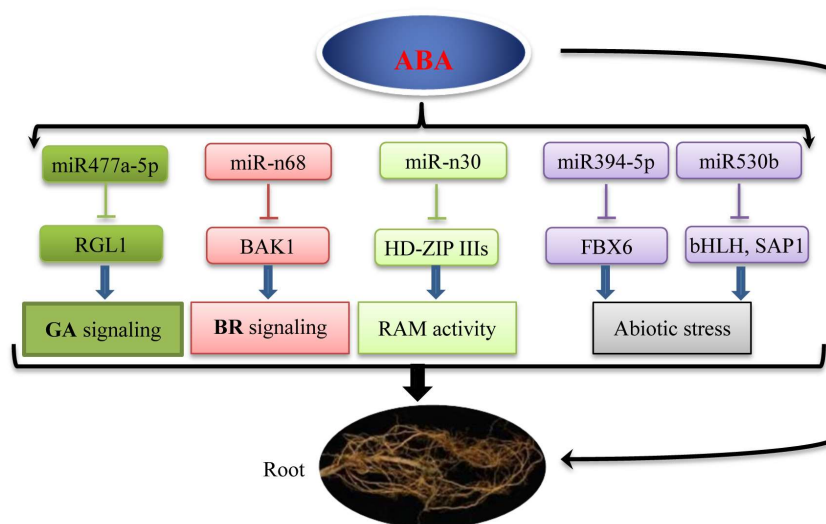 ABA
miR477a-5p
miR-n68
miR-n30
miR394-5p
miR530b
RGL1
BAK1
HD-ZIP IIIs
FBX6
bHLH, SAP1
GA signaling
BR signaling
RAM activity
Abiotic stress
Root